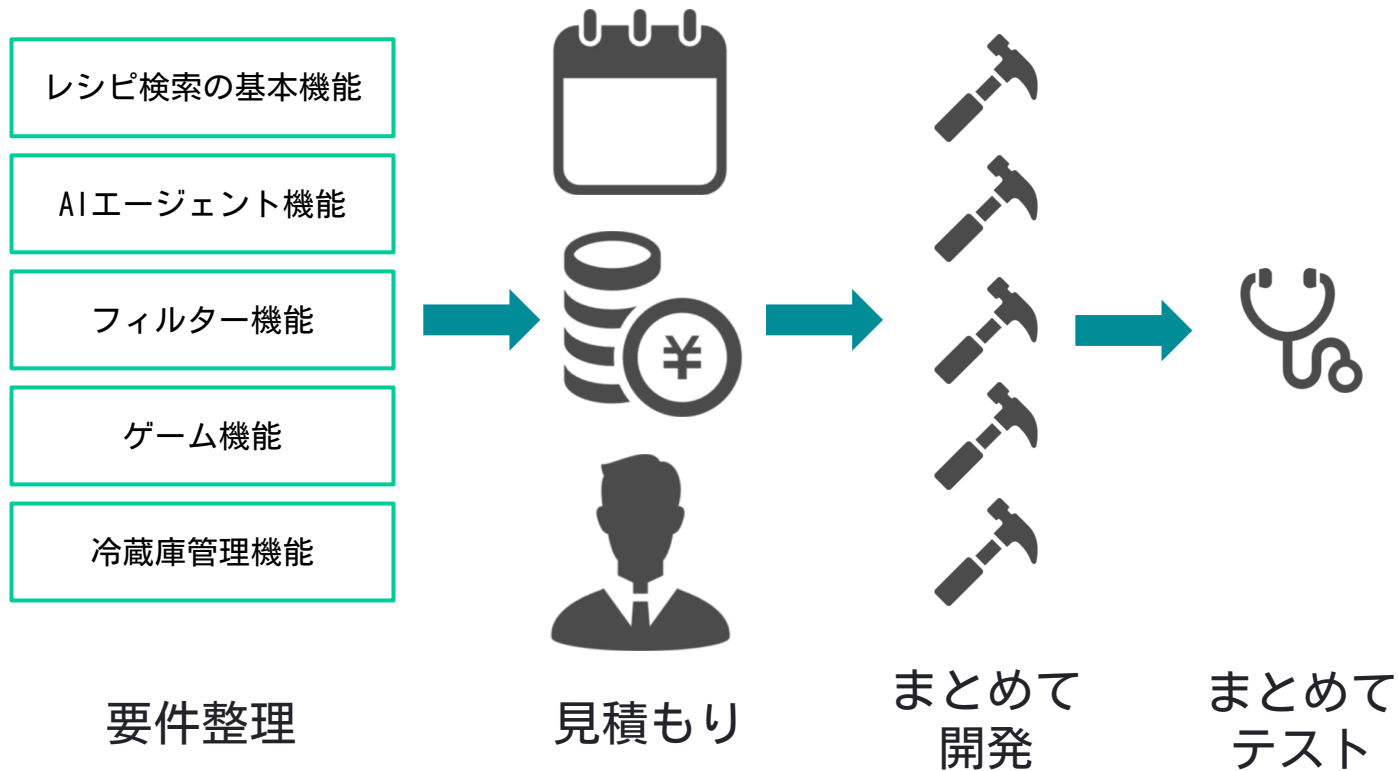 レシピ検索の基本機能
AIエージェント機能
フィルター機能
ゲーム機能
冷蔵庫管理機能
¥
要件整理
見積もり
まとめて
開発
まとめて
テスト